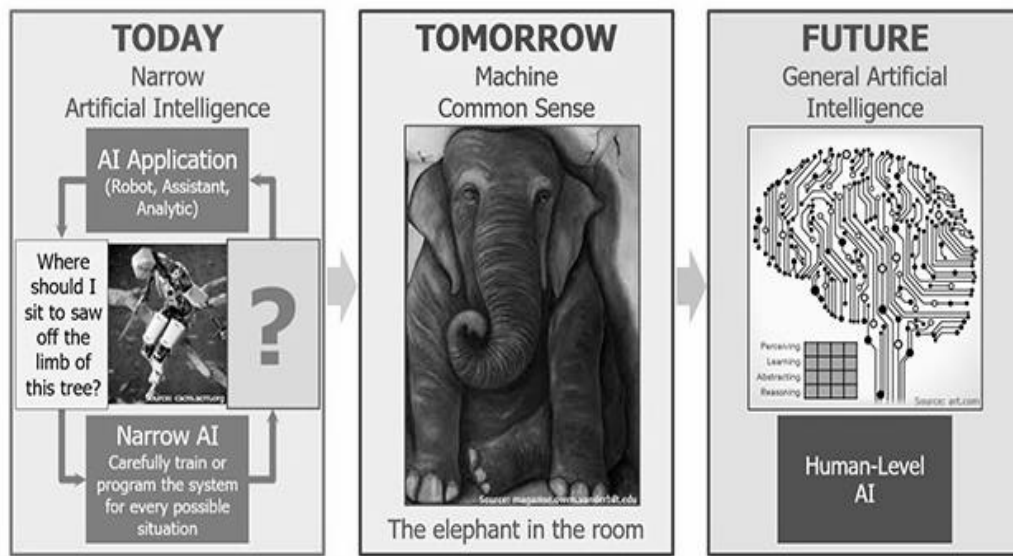 TODAY
Narrow
Artificial Intelligence
AI Application
(Robot, Assistant,
Analytic)
Where
should I
sit to saw
off the
limb of
this tree?
Source: cacm.acm.org
?
Narrow AI
Carefully train or
program the system
for every possible
situation
TOMORROW
Machine
Common Sense
Source: magazine.owen.vanderbilt.edu
The elephant in the room
FUTURE
General Artificial
Intelligence
Perceiving
Learning
Abstracting
Reasoning
Source: art.com
Human-Level
AI